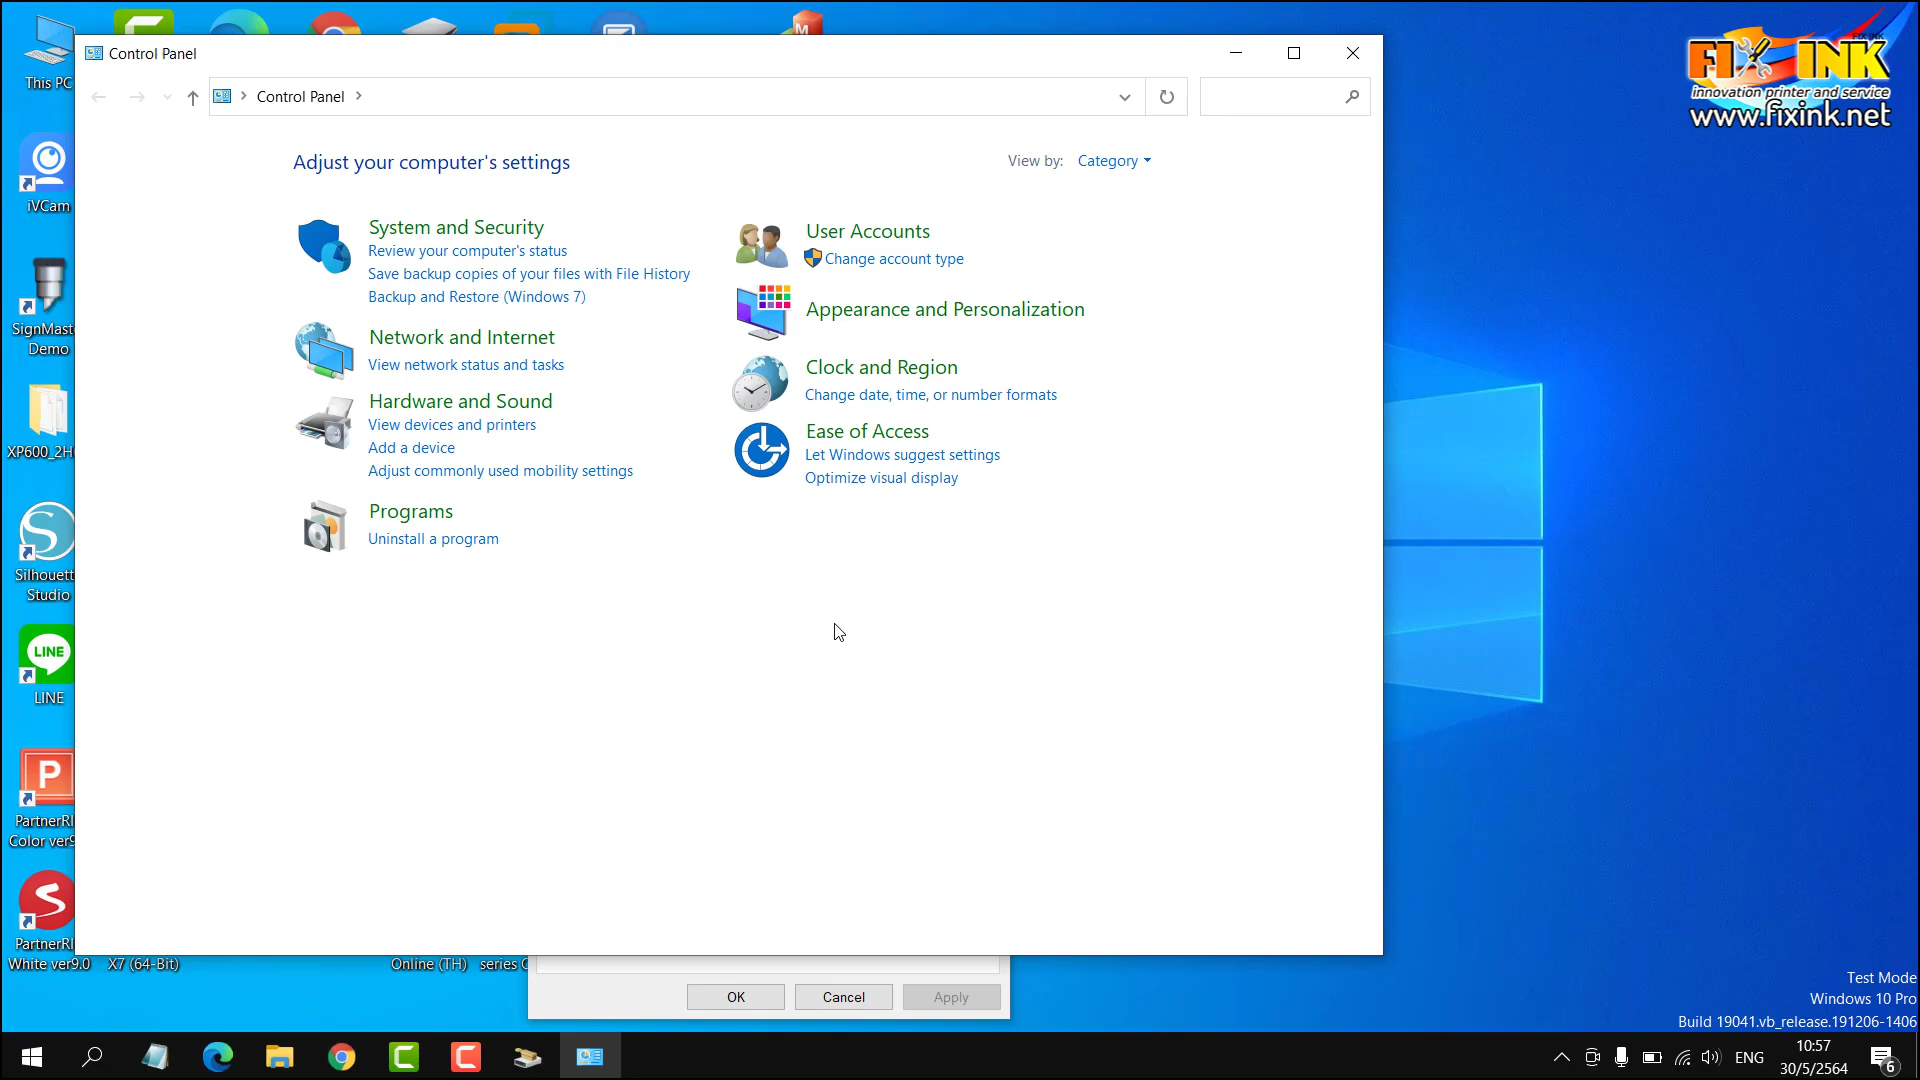 Control Panel
Control Panel
Adjust your computer's settings
View by: Category
System and Security
Review your computer's status
Save backup copies of your files with File History
Backup and Restore (Windows 7)
Network and Internet
View network status and tasks
Hardware and Sound
View devices and printers
Add a device
Adjust commonly used mobility settings
Programs
Uninstall a program
User Accounts
Change account type
Appearance and Personalization
Clock and Region
Change date, time, or number formats
Ease of Access
Let Windows suggest settings
Optimize visual display
This PC
iVCam
SignMast
Demo
XP600_2H
Silhouett
Studio
LINE
LINE
P
PartnerRI
Color ver9
S
PartnerRI
White ver9.0
X7 (64-Bit)
Online (TH)
series
M
OK
Cancel
Apply
FIX INK
FIX INK
innovation printer and service
www.fixink.net
Test Mode
Windows 10 Pro
Build 19041.vb_release.191206-1406
ENG
10:57
30/5/2564
6